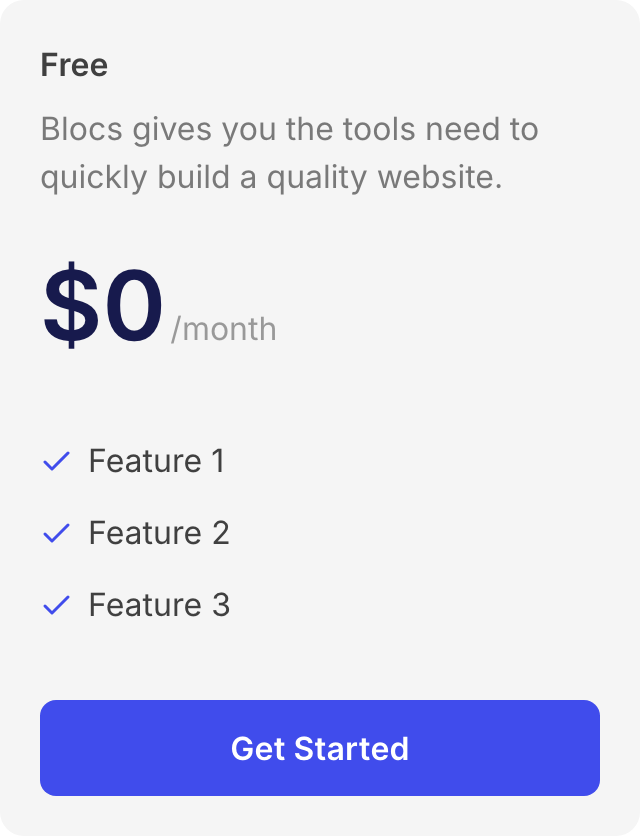 Free
Blocs gives you the tools need to
quickly build a quality website.
$0 /month
Feature 1
Feature 2
Feature 3
Get Started